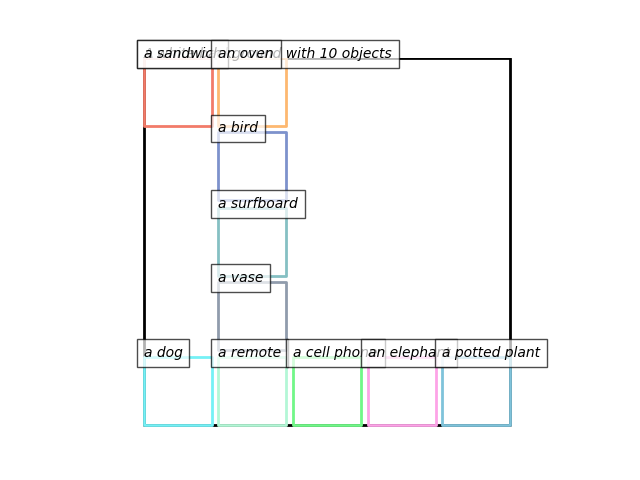 a sandwich
an oven
with 10 objects
a bird
a surfboard
a vase
a dog
a remote
a cell phone
an elephant
a potted plant